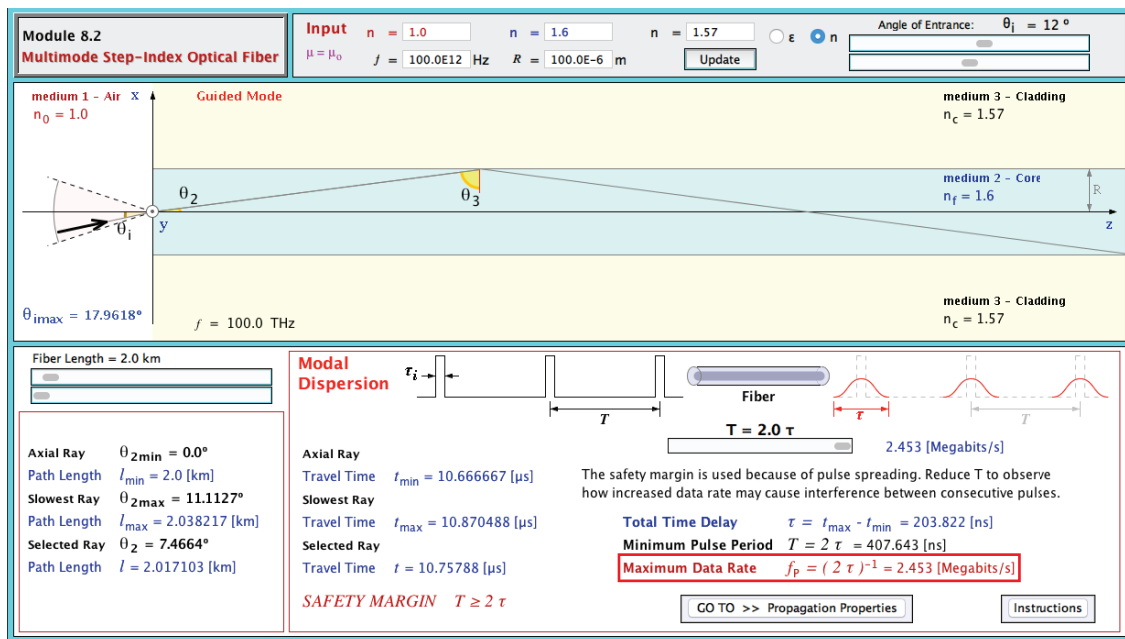 Module 8.2
Multimode Step-Index Optical Fiber
Input n = 1.0 n = 1.6 n = 1.57 ε n
μ = μ₀ f = 100.0E12 Hz R = 100.0E-6 m Update
Angle of Entrance: θi = 12 º
medium 1 - Air x Guided Mode medium 3 - Cladding
n₀ = 1.0 nc = 1.57
medium 2 - Core
nf = 1.6 R
θ2 θ3
θi y z
medium 3 - Cladding
θimax = 17.9618º f = 100.0 THz nc = 1.57
Fiber Length = 2.0 km
Axial Ray θ2min = 0.0º
Path Length lmin = 2.0 [km]
Slowest Ray θ2max = 11.1127º
Path Length lmax = 2.038217 [km]
Selected Ray θ2 = 7.4664º
Path Length l = 2.017103 [km]
Modal
Dispersion
τi T Fiber τ T
T = 2.0 τ
2.453 [Megabits/s]
Axial Ray
Travel Time tmin = 10.666667 [μs]
Slowest Ray
Travel Time tmax = 10.870488 [μs]
Selected Ray
Travel Time t = 10.75788 [μs]
SAFETY MARGIN T ≥ 2 τ
The safety margin is used because of pulse spreading. Reduce T to observe
how increased data rate may cause interference between consecutive pulses.
Total Time Delay τ = tmax - tmin = 203.822 [ns]
Minimum Pulse Period T = 2 τ = 407.643 [ns]
Maximum Data Rate fP = ( 2 τ )⁻¹ = 2.453 [Megabits/s]
GO TO >> Propagation Properties Instructions